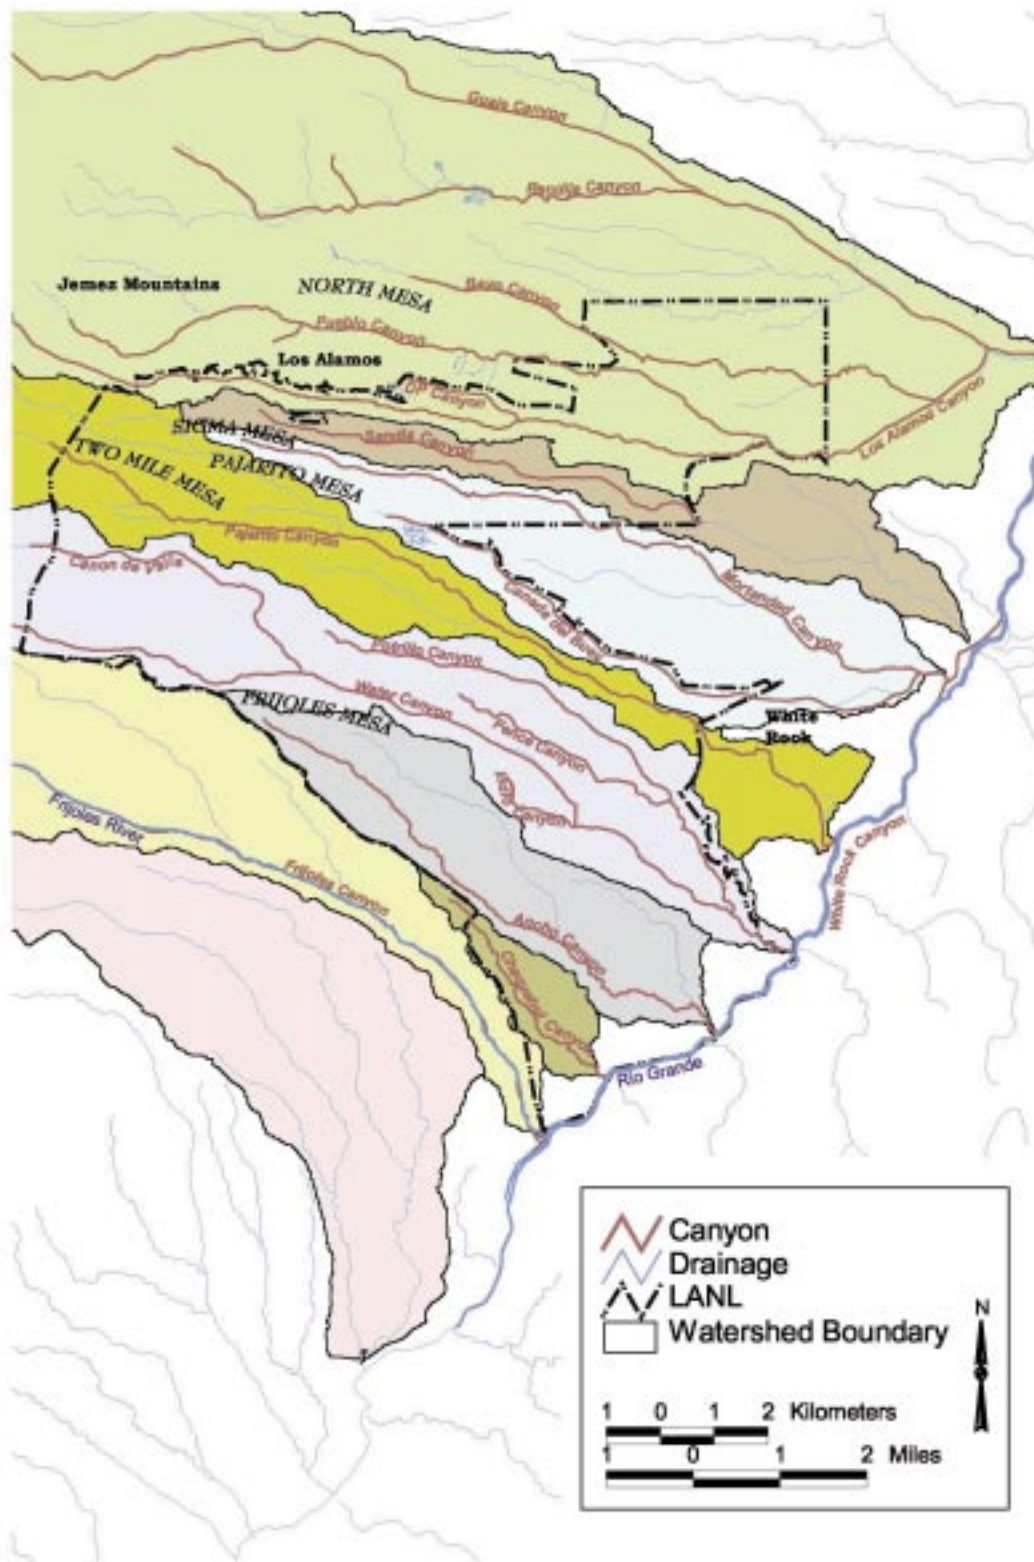 Guaje Canyon
Rendija Canyon
Jemez Mountains
NORTH MESA
Bayo Canyon
Pueblo Canyon
Los Alamos
DP Canyon
Los Alamos Canyon
SIGMA MESA
Sandia Canyon
TWO MILE MESA
PAJARITO MESA
Pajarito Canyon
Canon de Valle
Mortandad Canyon
Canada del Buey
Potrillo Canyon
Water Canyon
FRIJOLES MESA
White
Rock
Fence Canyon
Canyon
Frijoles River
White Rock Canyon
Frijoles Canyon
Ancho Canyon
Chaquehui Canyon
Rio Grande
Canyon
Drainage
LANL
Watershed Boundary
N
1 0 1 2 Kilometers
1 0 1 2 Miles